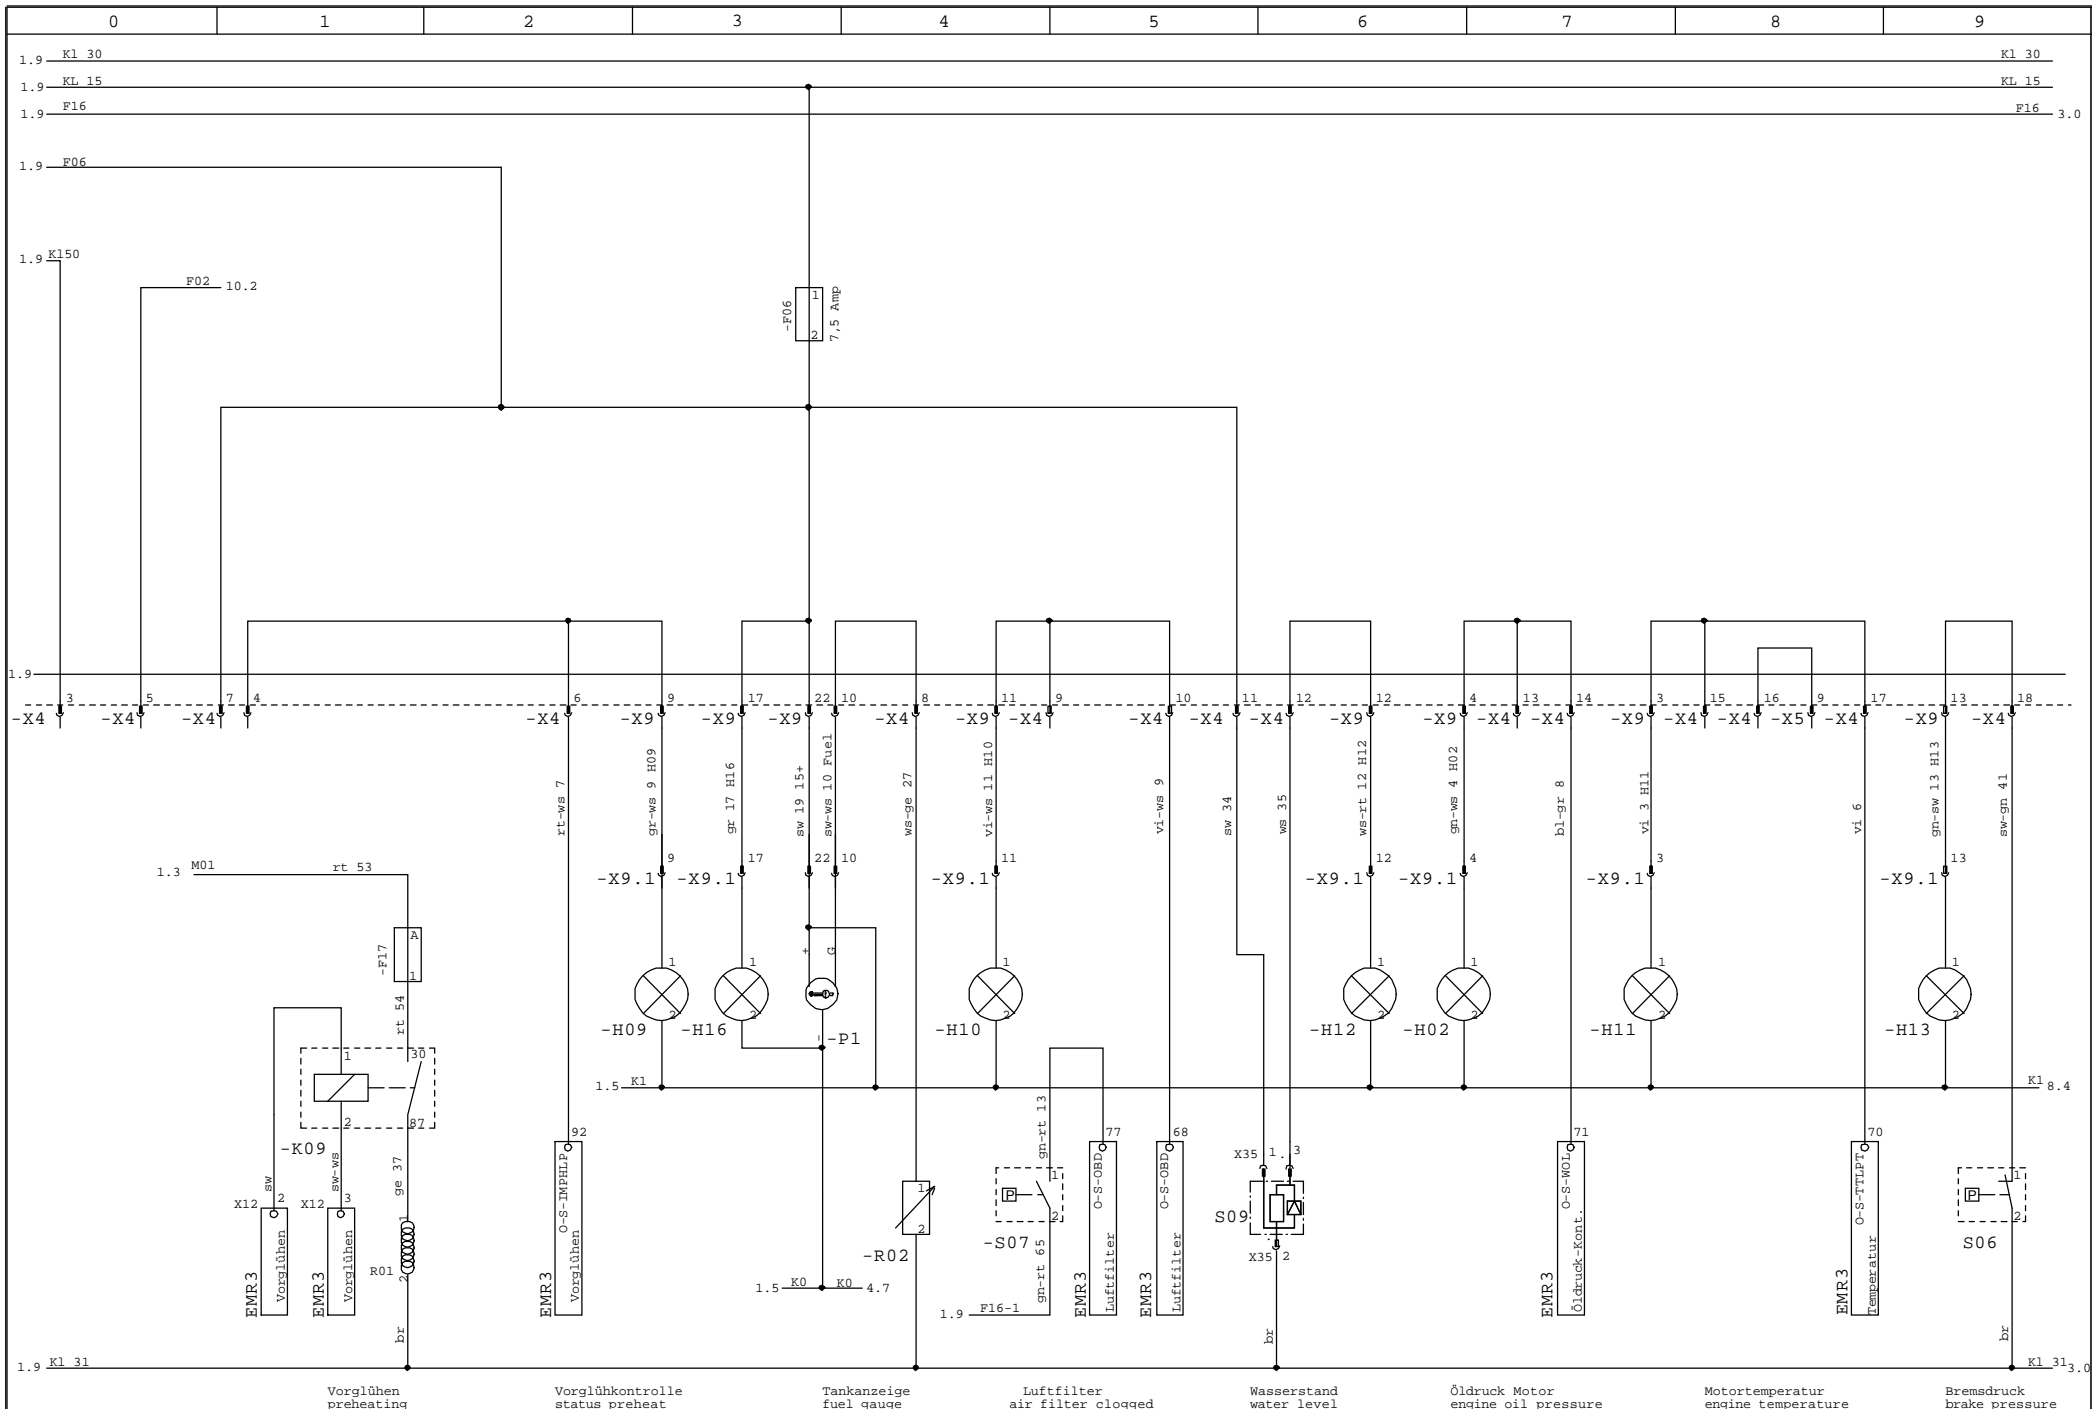 0 1 2 3 4 5 6 7 8 9
1.9 Kl 30 Kl 30
1.9 KL 15 KL 15
1.9 F16 F16 3.0
1.9 F06
1.9 Kl50
F02 10.2
-F06 1 2 7,5 Amp
1.9
3 5 7 4 6 9 17 22 10 8 11 9 10 11 12 12 4 13 14 3 15 16 9 17 13 18
-X4 -X4 -X4 -X4 -X9 -X9 -X9 -X4 -X9 -X4 -X4 -X4 -X4 -X9 -X9 -X4 -X4 -X9 -X4 -X4 -X5 -X4 -X9 -X4
rt-ws 7
gr-ws 9 H09
gr 17 H16
sw 19 15+
sw-ws 10 Fuel
ws-ge 27
vi-ws 11 H10
vi-ws 9
sw 34
ws 35
ws-rt 12 H12
gn-ws 4 H02
bl-gr 8
vi 3 H11
vi 6
gn-sw 13 H13
sw-gn 41
1.3 M01 rt 53
9 17 22 10 11 12 4 3 13
-X9.1 -X9.1 -X9.1 -X9.1 -X9.1 -X9.1 -X9.1
-F17 A 1
+ G
1 1 1 1 1 1 1
2 2 2 2 2 2 2
-H09 -H16 - -P1 -H10 -H12 -H02 -H11 -H13
rt 54
1 30
2 87
-K09
1.5 K1 K1 8.4
sw
sw-ws
ge 37
gn-rt 13
92 77 68 71 70
X35 1 . 3
X12 2 X12 3
EMR3 Vorglühen
EMR3 Vorglühen
R01 1 2
EMR3 O-S-IMPHLP Vorglühen
1 2 -R02
1 P 2 -S07
EMR3 O-S-OBD Luftfilter
EMR3 O-S-OBD Luftfilter
S09
X35 2
EMR3 O-S-WOL Öldruck-Kont.
EMR3 O-S-TTLPT Temperatur
1 P 2 S06
1.5 K0 K0 4.7
gn-rt 65
1.9 F16-1
br br br
1.9 Kl 31 Kl 31 3.0
Vorglühen Vorglühkontrolle Tankanzeige Luftfilter Wasserstand Öldruck Motor Motortemperatur Bremsdruck
preheating status preheat fuel gauge air filter clogged water level engine oil pressure engine temperature brake pressure